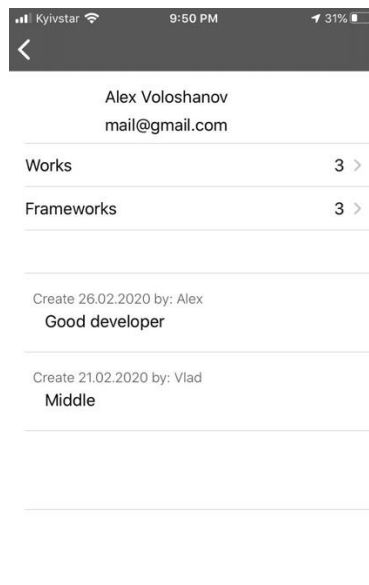 Kyivstar 9:50 PM 31%
Alex Voloshanov
mail@gmail.com
Works 3
Frameworks 3
Create 26.02.2020 by: Alex
Good developer
Create 21.02.2020 by: Vlad
Middle